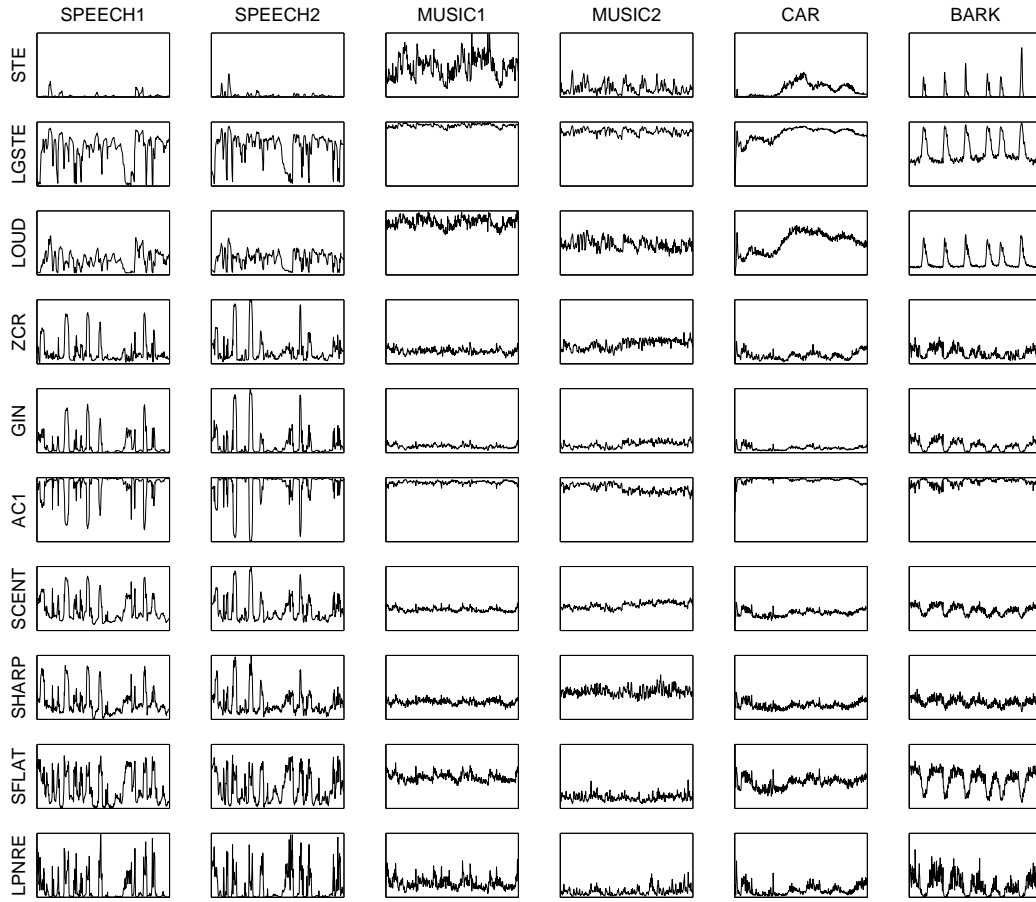 SPEECH1 SPEECH2 MUSIC1 MUSIC2 CAR BARK
STE
LGSTE
LOUD
ZCR
GIN
AC1
SCENT
SHARP
SFLAT
LPNRE